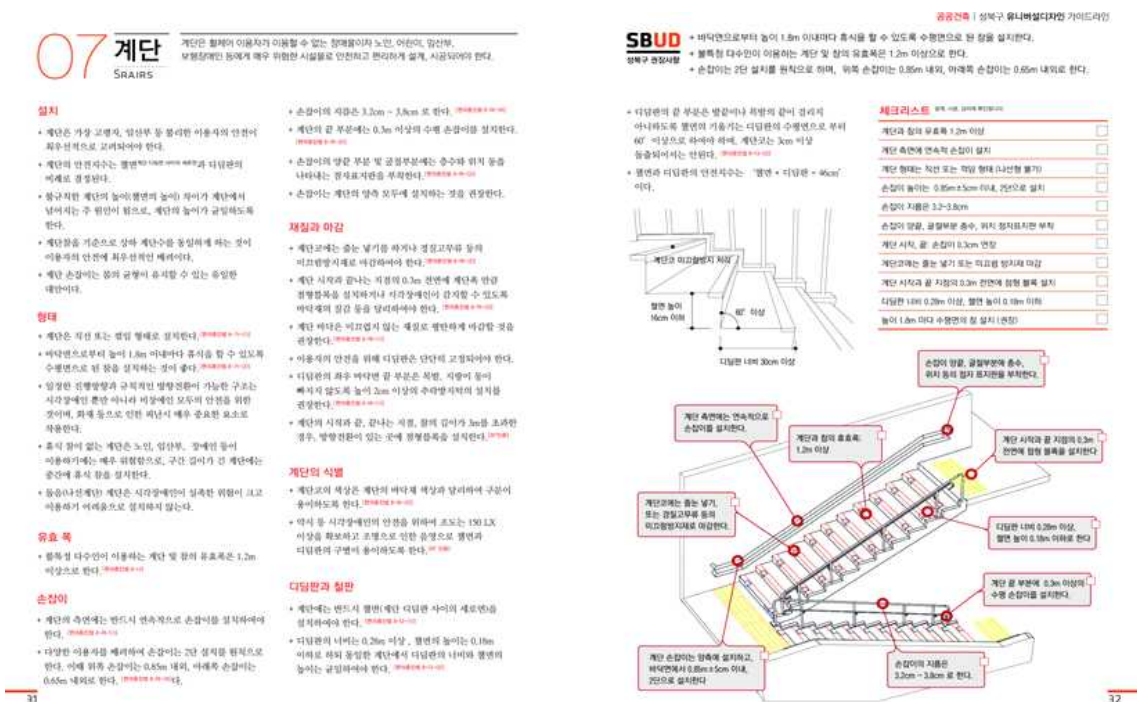 공공건축 | 성북구 유니버설디자인 가이드라인
07 계단
SRAIRS
계단은 휠체어 이용자가 이용할 수 없는 장애물이자 노인, 어린이, 임산부,
보행장애인 등에게 매우 위험한 시설물로 안전하고 편리하게 설계, 시공되어야 한다.
설치
+ 계단은 가장 고령자, 임산부 등 불리한 이용자의 안전이
최우선적으로 고려되어야 한다.
+ 계단의 안전치수는 챌면과 디딤판의
비례로 결정된다.
+ 불규칙한 계단의 높이(챌면의 높이) 차이가 계단에서
넘어지는 주 원인이 됨으로, 계단의 높이가 균일하도록
한다.
+ 계단참을 기준으로 상하 계단수를 동일하게 하는 것이
이용자의 안전에 최우선적인 배려이다.
+ 계단 손잡이는 몸의 균형이 유지할 수 있는 유일한
대안이다.
형태
+ 계단은 직선 또는 꺾임 형태로 설치한다.
+ 바닥면으로부터 높이 1.8m 이내마다 휴식을 할 수 있도록
수평면으로 된 참을 설치하는 것이 좋다.
+ 일정한 진행방향과 규칙적인 방향전환이 가능한 구조는
시각장애인 뿐만 아니라 비장애인 모두의 안전을 위한
것이며, 화재 등으로 인한 피난시 매우 중요한 요소로
작용한다.
+ 휴식 참이 없는 계단은 노인, 임산부, 장애인 등이
이용하기에는 매우 위험함으로, 구간 길이가 긴 계단에는
중간에 휴식 참을 설치한다.
+ 돌음(나선계단) 계단은 시각장애인이 실족한 위험이 크고
이용하기 어려움으로 설치하지 않는다.
유효 폭
+ 불특정 다수인이 이용하는 계단 및 참의 유효폭은 1.2m
이상으로 한다.
손잡이
+ 계단의 측면에는 반드시 연속적으로 손잡이를 설치하여야
한다.
+ 다양한 이용자를 배려하여 손잡이는 2단 설치를 원칙으로
한다. 이때 위쪽 손잡이는 0.85m 내외, 아래쪽 손잡이는
0.65m 내외로 한다.
31
+ 손잡이의 지름은 3.2cm ~ 3.8cm 로 한다.
+ 계단의 끝 부분에는 0.3m 이상의 수평 손잡이를 설치한다.
+ 손잡이의 양끝 부분 및 굴절부분에는 층수와 위치 등을
나타내는 점자표지판을 부착한다.
+ 손잡이는 계단의 양측 모두에 설치하는 것을 권장한다.
재질과 마감
+ 계단코에는 줄눈 넣기를 하거나 경질고무류 등의
미끄럼방지재로 마감하여야 한다.
+ 계단 시작과 끝나는 지점의 0.3m 전면에 계단폭 만큼
점형블록을 설치하거나 시각장애인이 감지할 수 있도록
바닥재의 질감 등을 달리하여야 한다.
+ 계단 바닥은 미끄럽지 않는 재질로 평탄하게 마감할 것을
권장한다.
+ 이용자의 안전을 위해 디딤판은 단단히 고정되어야 한다.
+ 디딤판의 좌우 바닥면 끝 부분은 목발, 지팡이 등이
빠지지 않도록 높이 2cm 이상의 추락방지턱의 설치를
권장한다.
+ 계단의 시작과 끝, 끝나는 지점, 참의 길이가 3m를 초과한
경우, 방향전환이 있는 곳에 점형블록을 설치한다.
계단의 식별
+ 계단코의 색상은 계단의 바닥재 색상과 달리하여 구분이
용이하도록 한다.
+ 약시 등 시각장애인의 안전을 위하여 조도는 150 LX
이상을 확보하고 조명으로 인한 음영으로 챌면과
디딤판의 구별이 용이하도록 한다.
디딤판과 철판
+ 계단에는 반드시 챌면(계단 디딤판 사이의 세로면)을
설치하여야 한다.
+ 디딤판의 너비는 0.28m 이상, 챌면의 높이는 0.18m
이하로 하되 동일한 계단에서 디딤판의 너비와 챌면의
높이는 균일하여야 한다.
SBUD
성북구 권장사항
+ 바닥면으로부터 높이 1.8m 이내마다 휴식을 할 수 있도록 수평면으로 된 참을 설치한다.
+ 불특정 다수인이 이용하는 계단 및 참의 유효폭은 1.2m 이상으로 한다.
+ 손잡이는 2단 설치를 원칙으로 하며, 위쪽 손잡이는 0.85m 내외, 아래쪽 손잡이는 0.65m 내외로 한다.
+ 디딤판의 끝 부분은 발끝이나 목발의 끝이 걸리지
아니하도록 챌면의 기울기는 디딤판의 수평면으로 부터
60° 이상으로 하여야 하며, 계단코는 3cm 이상
돌출되어서는 안된다.
+ 챌면과 디딤판의 안전치수는 '챌면 + 디딤판 = 46cm'
이다.
계단코 미끄럼방지 처리
챌면 높이
16cm 이하
60° 이상
디딤판 너비 30cm 이상
체크리스트
계단과 참의 유효폭 1.2m 이상
계단 측면에 연속적 손잡이 설치
계단 형태는 직선 또는 꺾임 형태 (나선형 불가)
손잡이 높이는 0.85m±5cm 이내, 2단으로 설치
손잡이 지름은 3.2~3.8cm
손잡이 양끝, 굴절부분 층수, 위치 점자표지판 부착
계단 시작, 끝 손잡이 0.3cm 연장
계단코에는 줄눈 넣기 또는 미끄럼 방지재 마감
계단 시작과 끝 지점의 0.3m 전면에 점형 블록 설치
디딤판 너비 0.28m 이상, 챌면 높이 0.18m 이하
높이 1.8m 마다 수평면의 참 설치 (권장)
손잡이 양끝, 굴절부분에 층수,
위치 등의 점자 표지판을 부착한다.
계단 측면에는 연속적으로
손잡이를 설치한다.
계단과 참의 유효폭:
1.2m 이상
계단 시작과 끝 지점의 0.3m
전면에 점형 블록을 설치한다
계단코에는 줄눈 넣기,
또는 경질고무류 등의
미끄럼방지재로 마감한다.
디딤판 너비 0.28m 이상,
챌면 높이 0.18m 이하로 한다
계단 끝 부분에 0.3m 이상의
수평 손잡이를 설치한다.
계단 손잡이는 양측에 설치하고,
바닥면에서 0.85m±5cm 이내,
2단으로 설치한다
손잡이의 지름은
3.2cm ~ 3.8cm 로 한다.
32